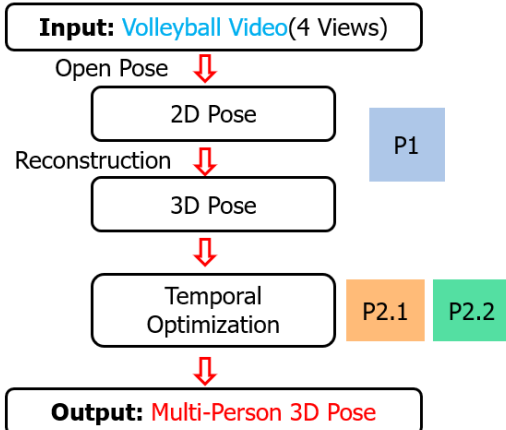 Input: Volleyball Video(4 Views)
Open Pose
2D Pose
P1
Reconstruction
3D Pose
Temporal
Optimization
P2.1
P2.2
Output: Multi-Person 3D Pose